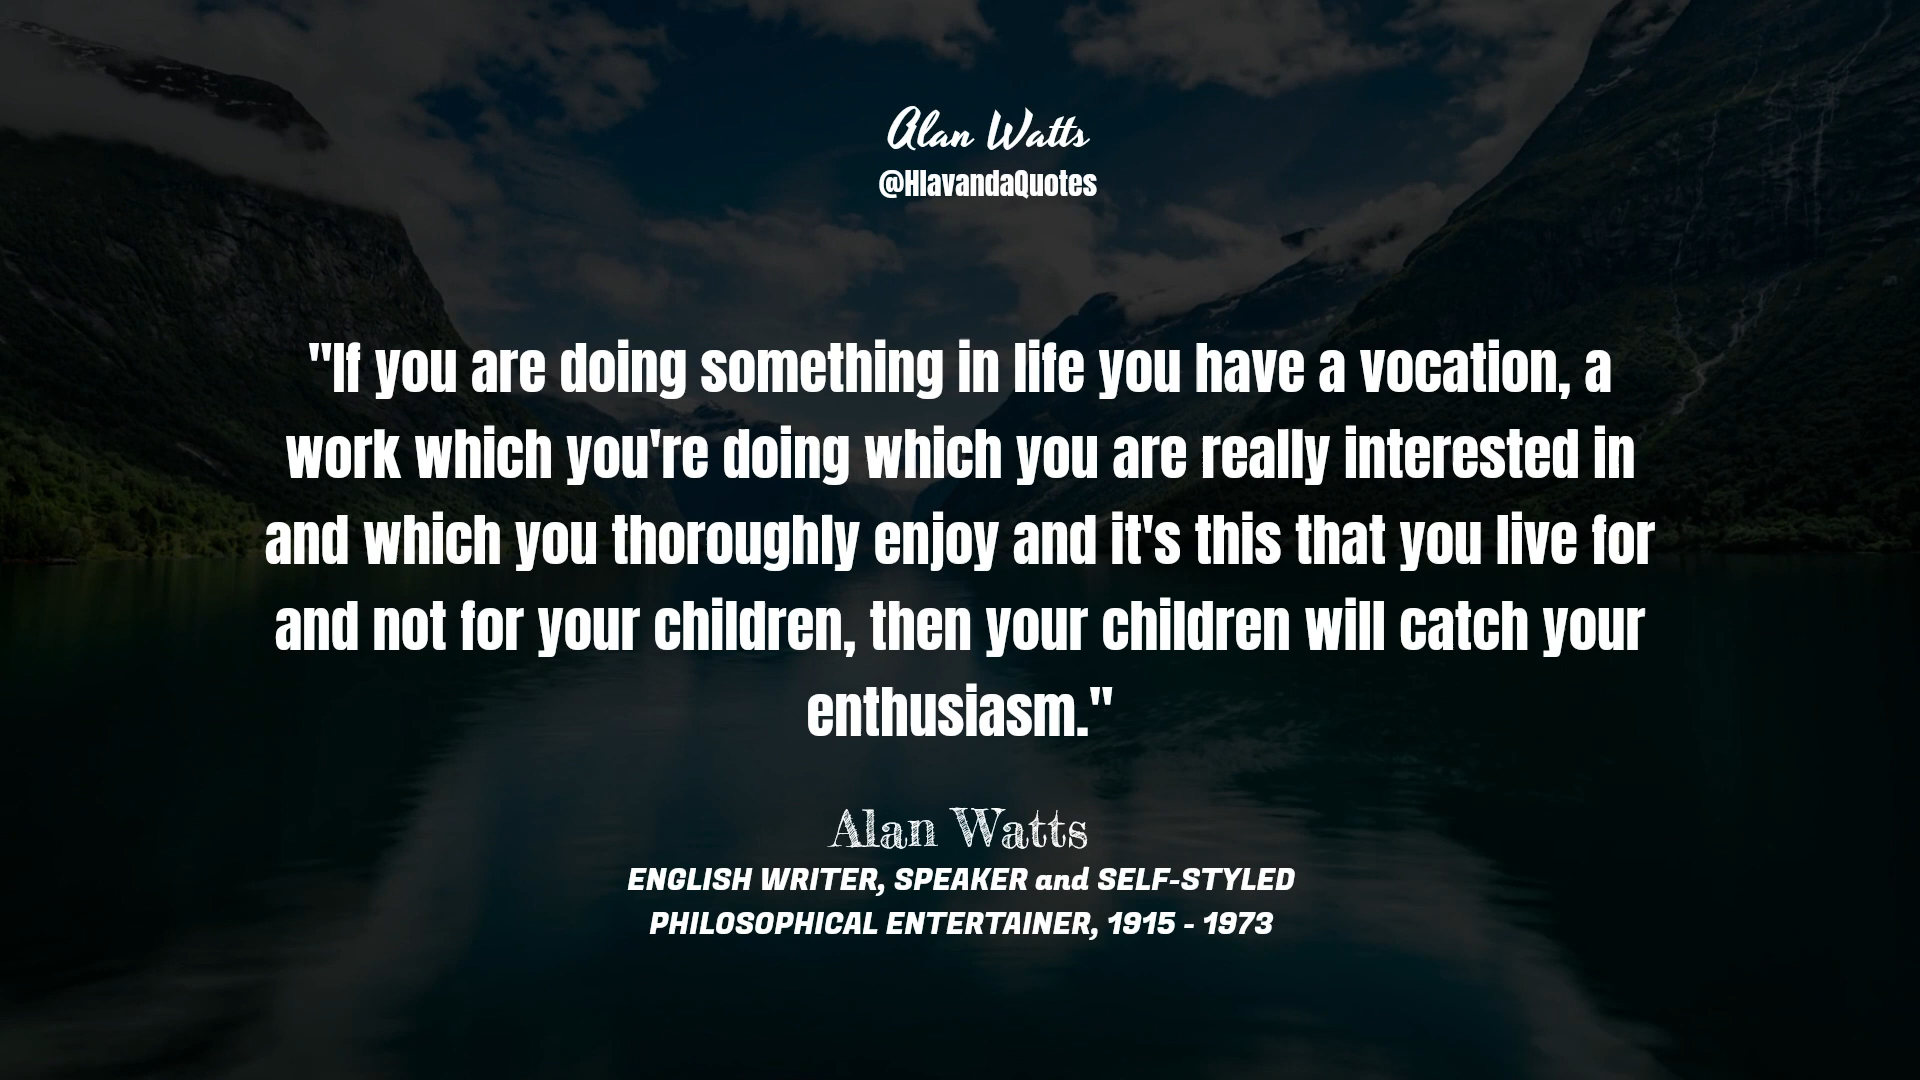 Alan Watts
@HlavandaQuotes
"If you are doing something in life you have a vocation, a
work which you're doing which you are really interested in
and which you thoroughly enjoy and it's this that you live for
and not for your children, then your children will catch your
enthusiasm."
Alan Watts
ENGLISH WRITER, SPEAKER and SELF-STYLED
PHILOSOPHICAL ENTERTAINER, 1915 - 1973